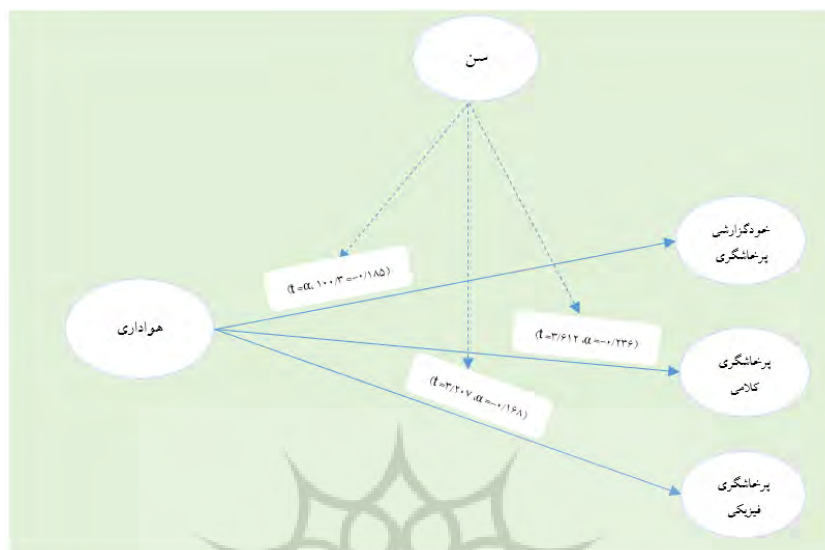 سن
خودگزارشی
پرخاشگری
(t=α، ۱۰۰/۳ =-۰/۱۸۵)
هواداری
(t=۳/۶۱۲ ،α=-۰/۲۳۶)
پرخاشگری
کلامی
(t=۳/۲۰۷ ،α=-۰/۱۶۸)
پرخاشگری
فیزیکی